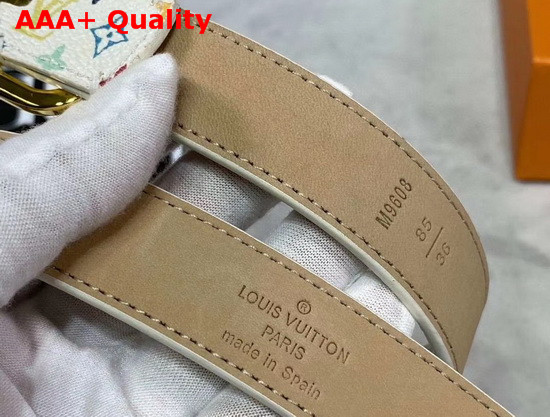 AAA+ Quality
M9608
85/36
®
LOUIS VUITTON
PARIS
made in Spain